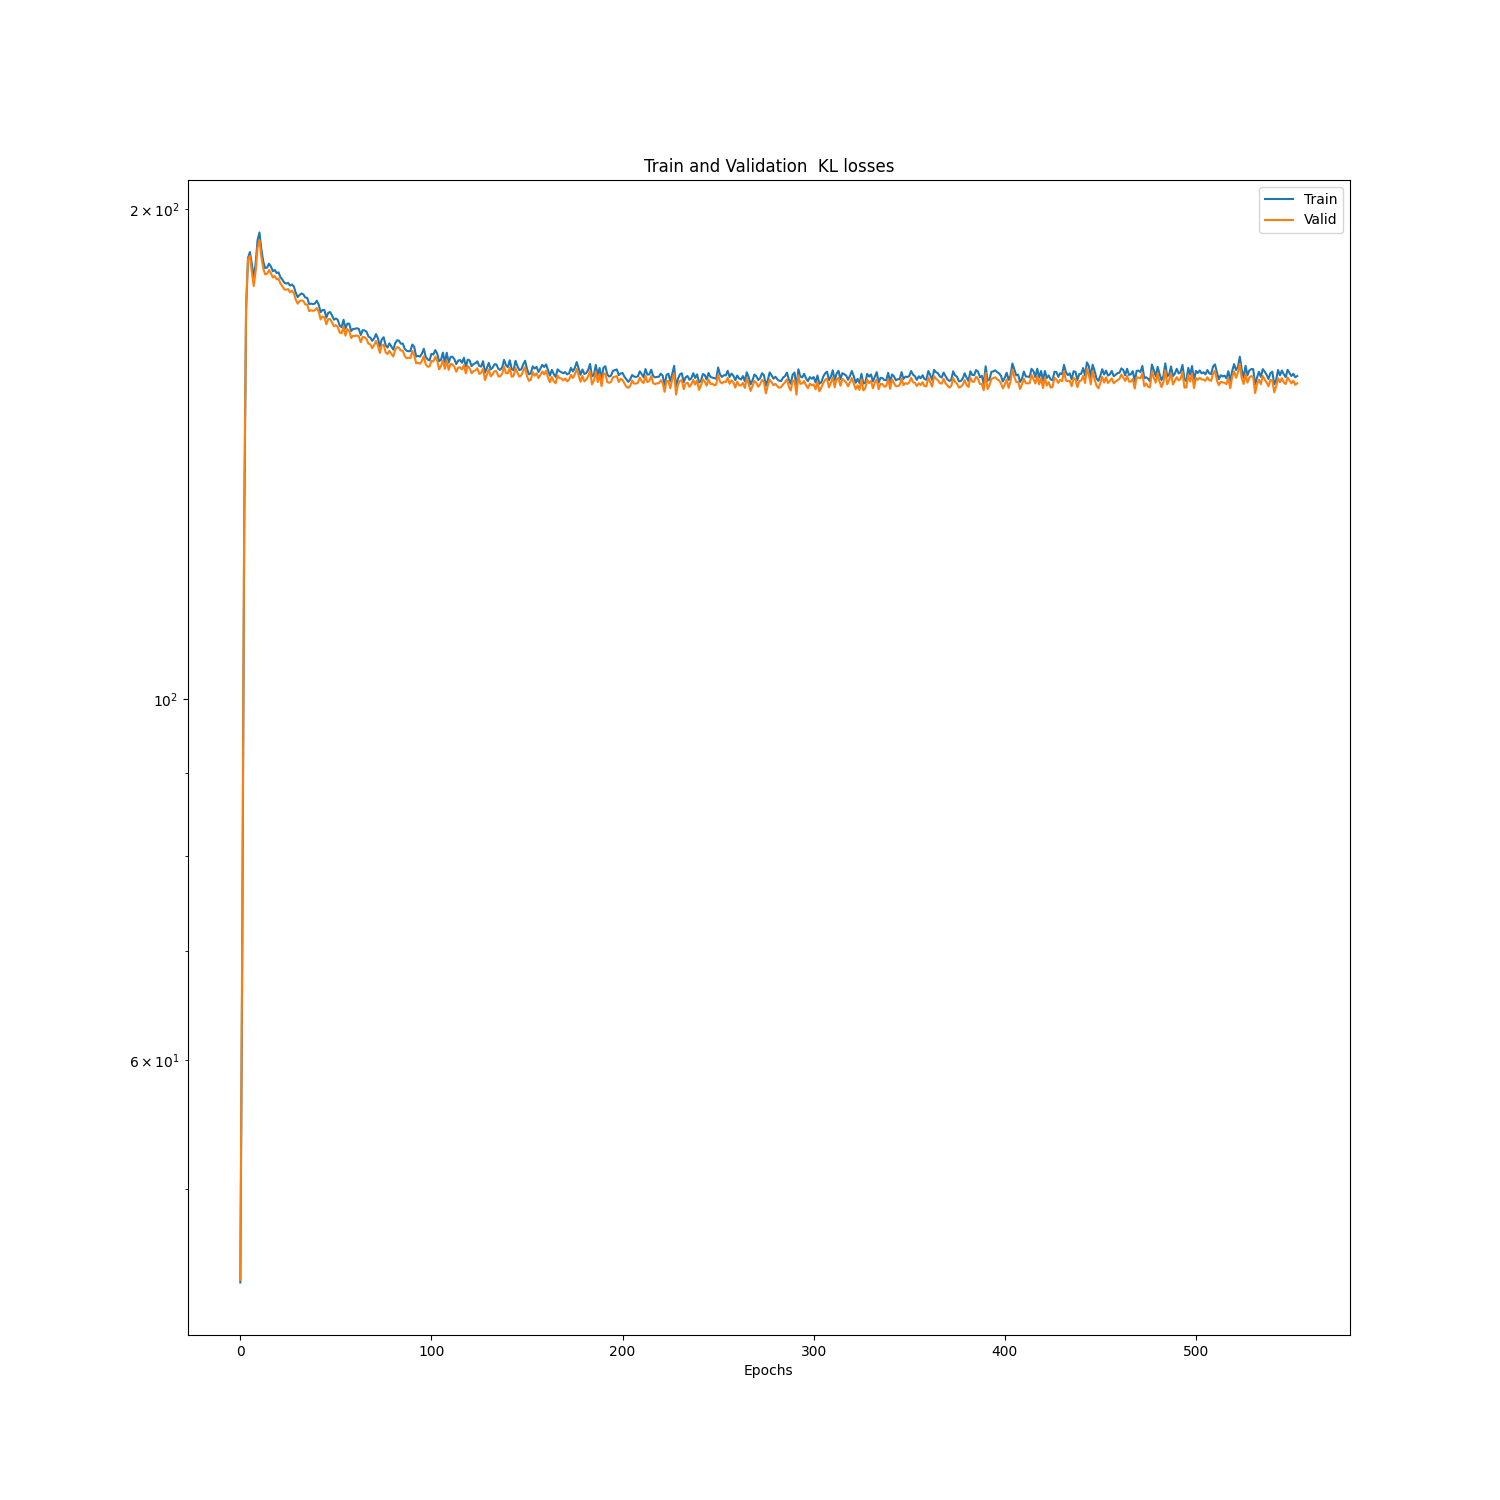 Train and Validation  KL losses
Train
Valid
2 × 10²
10²
6 × 10¹
0 100 200 300 400 500
Epochs